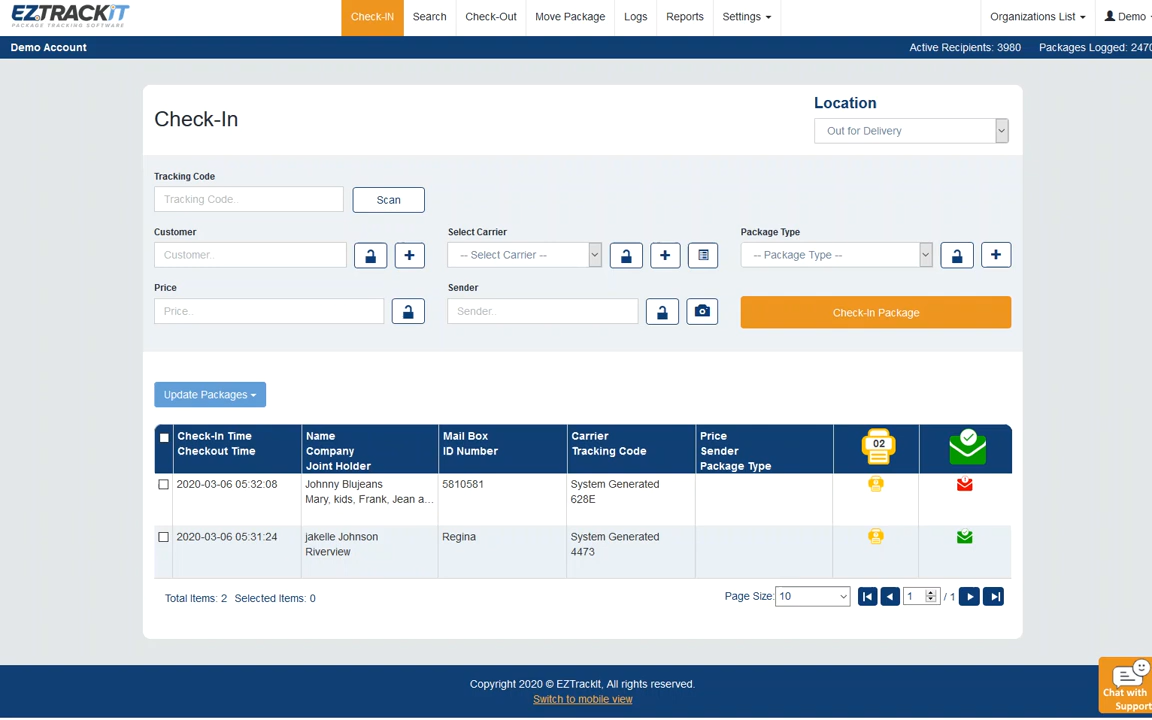 EZTRACKiT
PACKAGE TRACKING SOFTWARE
Check-IN
Search
Check-Out
Move Package
Logs
Reports
Settings
Organizations List
Demo
Demo Account
Active Recipients: 3980
Packages Logged: 2470
Check-In
Location
Out for Delivery
Tracking Code
Tracking Code..
Scan
Customer
Select Carrier
Package Type
Customer..
-- Select Carrier --
-- Package Type --
Price
Sender
Price..
Sender..
Check-In Package
Update Packages
Check-In Time
Checkout Time
Name
Company
Joint Holder
Mail Box
ID Number
Carrier
Tracking Code
Price
Sender
Package Type
02
2020-03-06 05:32:08
Johnny Blujeans
Mary, kids, Frank, Jean a...
5810581
System Generated
628E
2020-03-06 05:31:24
jakelle Johnson
Riverview
Regina
System Generated
4473
Total Items: 2 Selected Items: 0
Page Size: 10
1 / 1
Copyright 2020 © EZTrackIt, All rights reserved.
Switch to mobile view
Chat with
Support